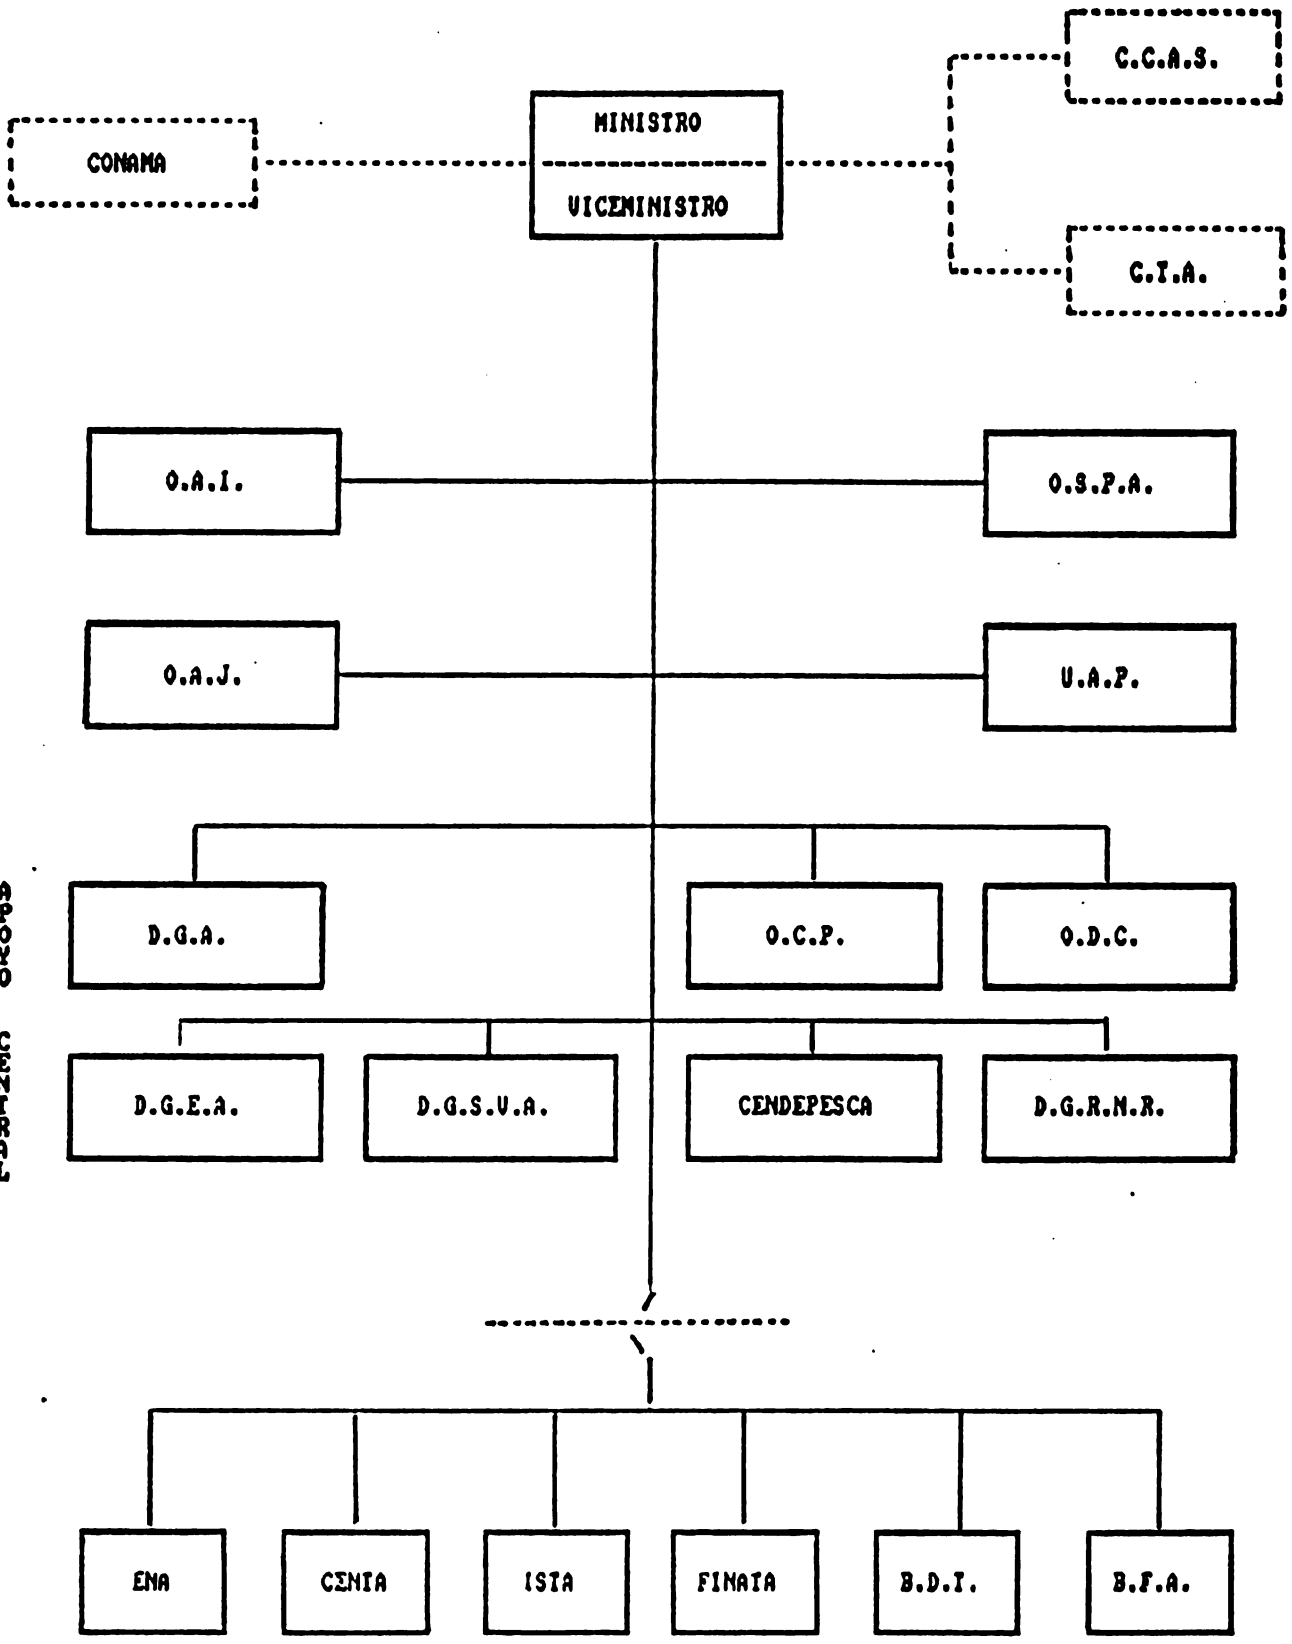 C.C.A.S.
MINISTRO
CONAMA
VICEMINISTRO
C.T.A.
O.A.I.
O.S.P.A.
O.A.J.
U.A.P.
APOYO CENTRAL
D.G.A.
O.C.P.
O.D.C.
D.G.E.A.
D.G.S.V.A.
CENDEPESCA
D.G.R.N.R.
ENA
CENTA
ISTA
FINATA
B.D.T.
B.F.A.